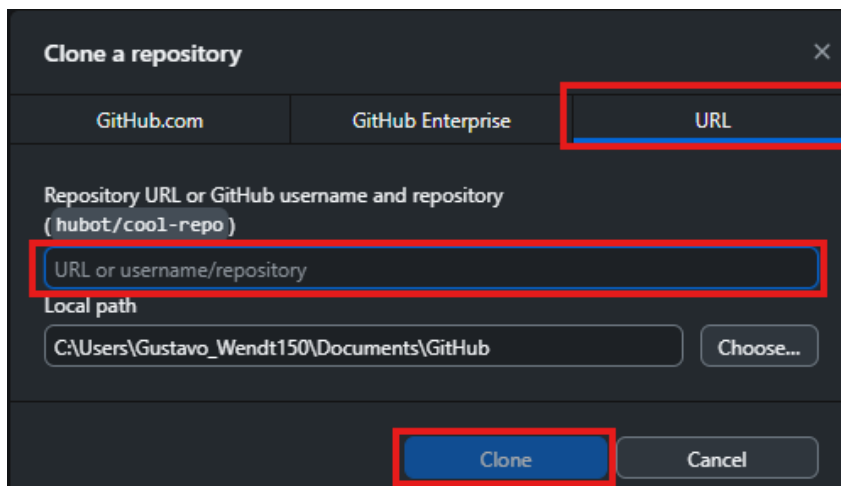 Clone a repository
GitHub.com
GitHub Enterprise
URL
Repository URL or GitHub username and repository
(hubot/cool-repo)
URL or username/repository
Local path
C:\Users\Gustavo_Wendt150\Documents\GitHub
Choose...
Clone
Cancel